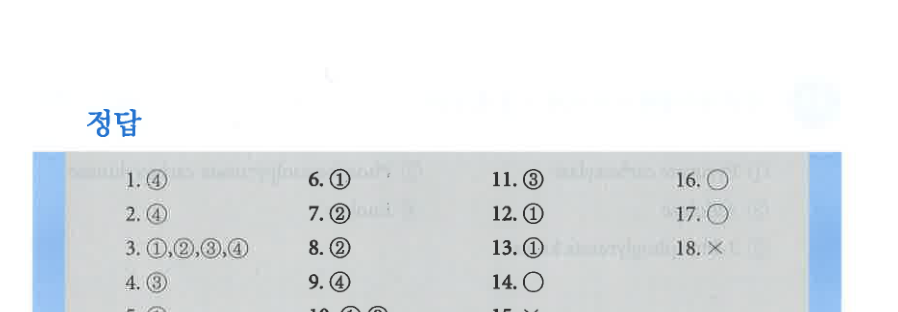 정답
1. ④ 6. ① 11. ③ 16. ○
2. ④ 7. ② 12. ① 17. ○
3. ①,②,③,④ 8. ② 13. ① 18. ×
4. ③ 9. ④ 14. ○